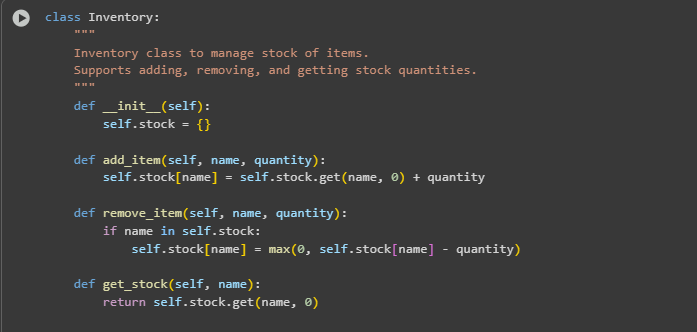 class Inventory:
    """
    Inventory class to manage stock of items.
    Supports adding, removing, and getting stock quantities.
    """
    def __init__(self):
        self.stock = {}

    def add_item(self, name, quantity):
        self.stock[name] = self.stock.get(name, 0) + quantity

    def remove_item(self, name, quantity):
        if name in self.stock:
            self.stock[name] = max(0, self.stock[name] - quantity)

    def get_stock(self, name):
        return self.stock.get(name, 0)